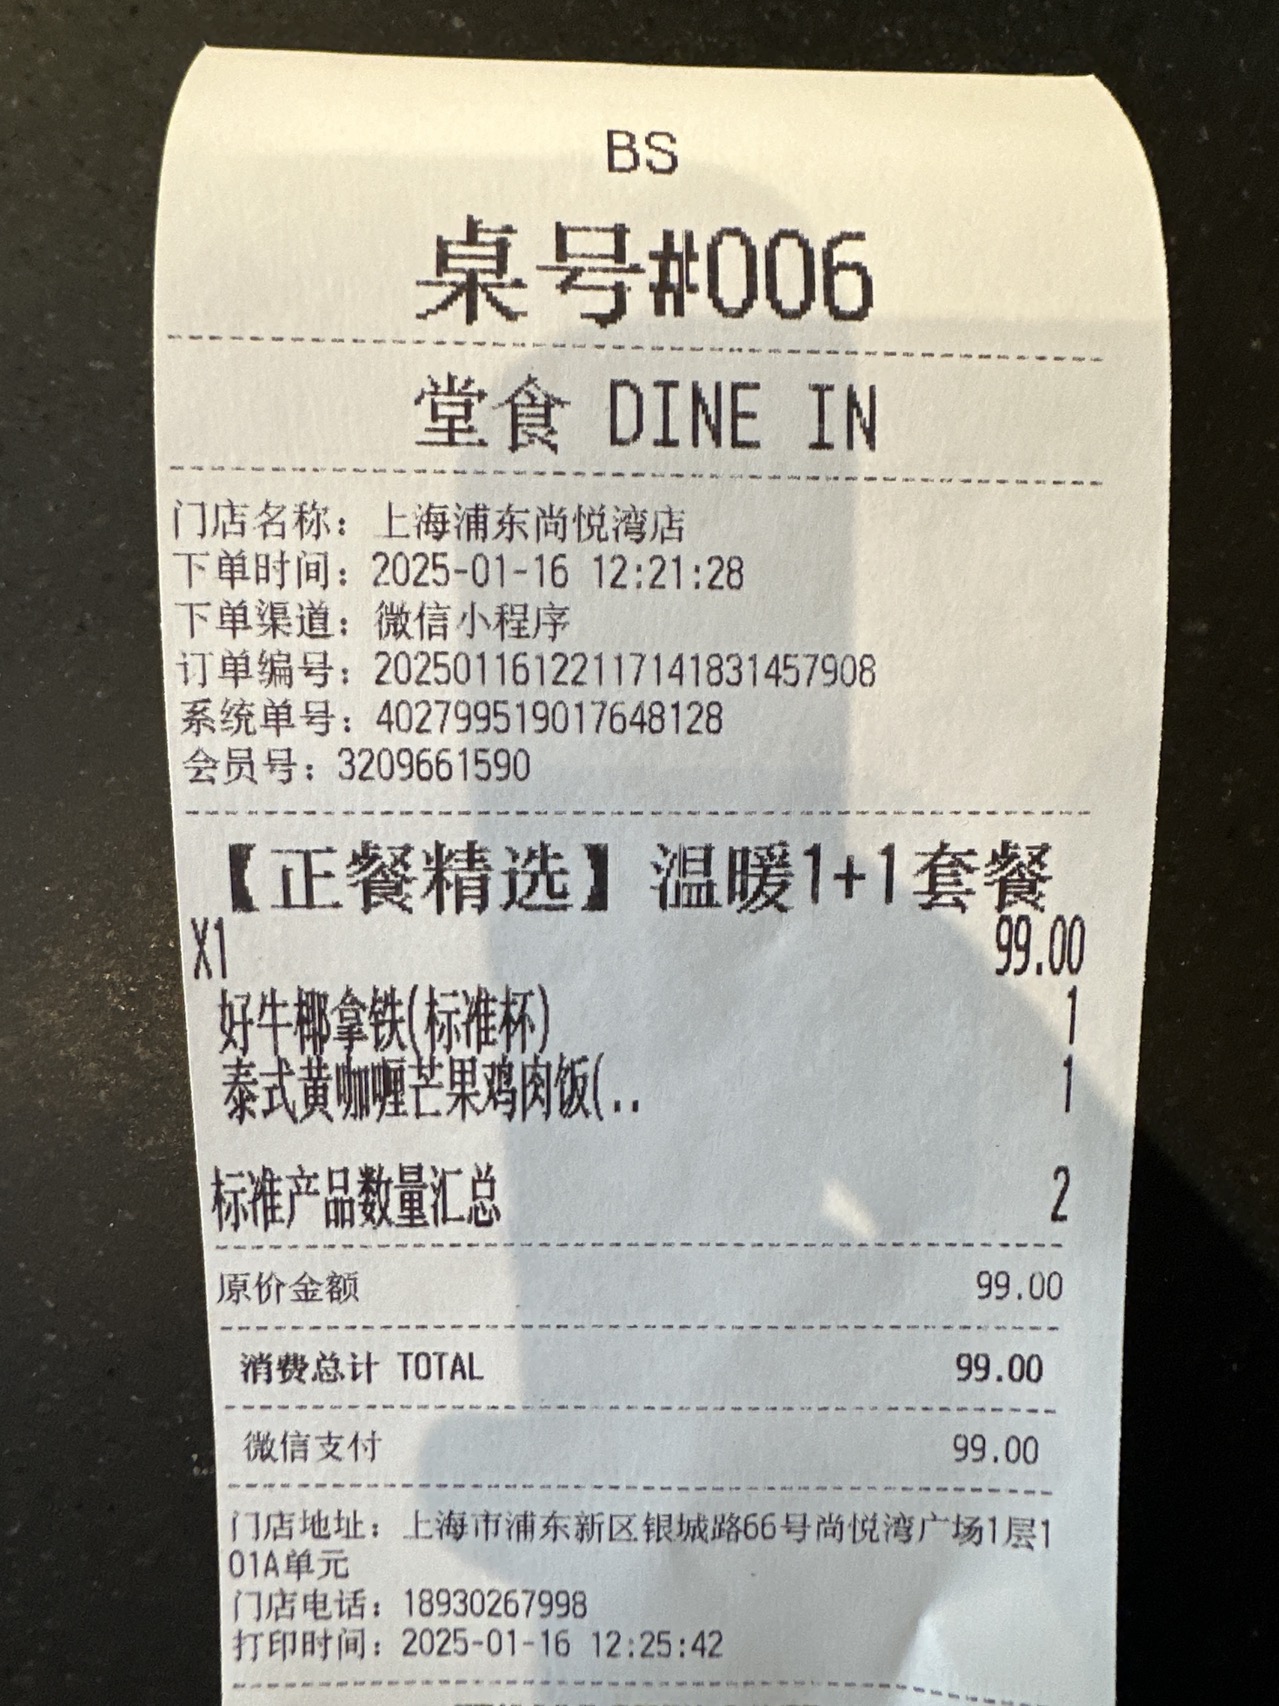 BS
桌号#006
堂食 DINE IN
门店名称：上海浦东尚悦湾店
下单时间：2025-01-16 12:21:28
下单渠道：微信小程序
订单编号：2025011612211714183145790​8
系统单号：402799519017648128
会员号：3209661590
【正餐精选】温暖1+1套餐
X1 99.00
好牛椰拿铁(标准杯) 1
泰式黄咖喱芒果鸡肉饭(.. 1
标准产品数量汇总 2
原价金额 99.00
消费总计 TOTAL 99.00
微信支付 99.00
门店地址：上海市浦东新区银城路66号尚悦湾广场1层1
01A单元
门店电话：18930267998
打印时间：2025-01-16 12:25:42